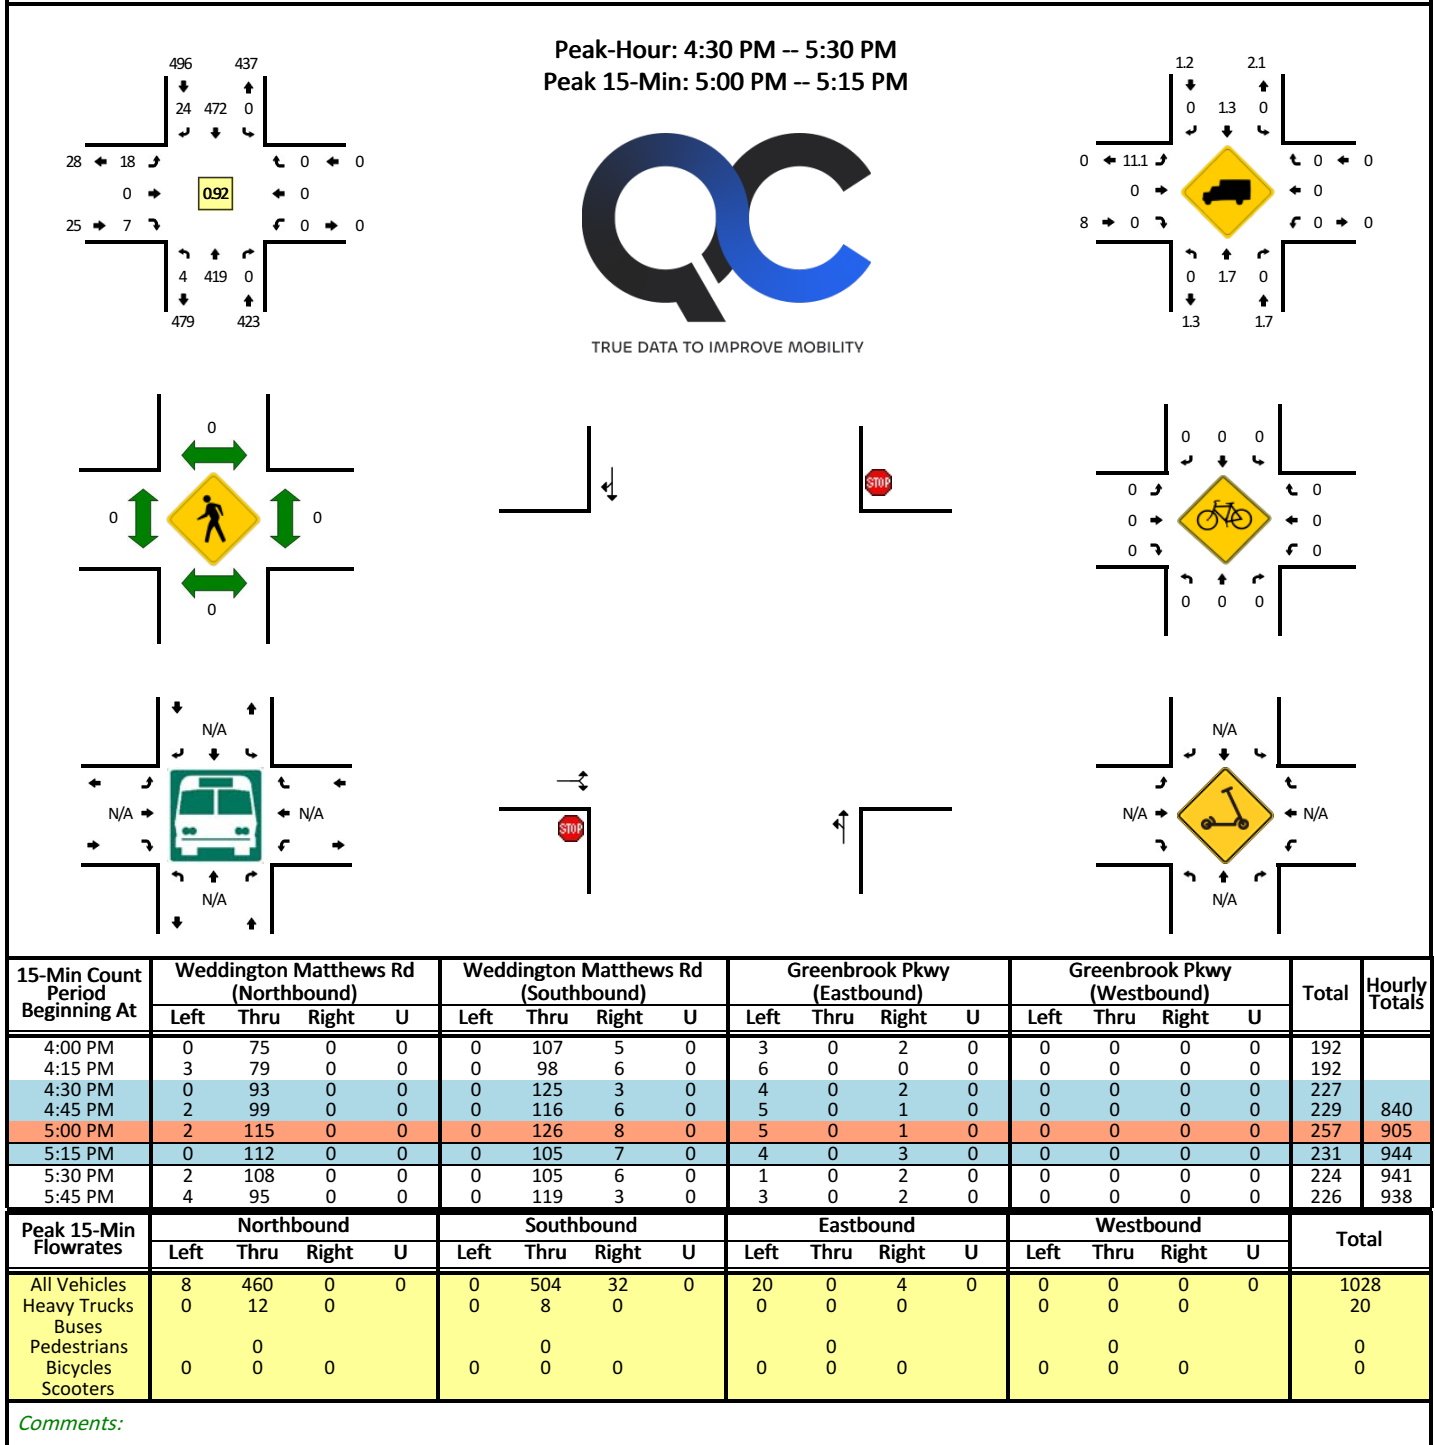 Peak-Hour: 4:30 PM -- 5:30 PM
Peak 15-Min: 5:00 PM -- 5:15 PM
496 437
24 472 0
28 18 0 0
0 0.92 0
25 7 0 0
4 419 0
479 423
QC
TRUE DATA TO IMPROVE MOBILITY
1.2 2.1
0 1.3 0
0 11.1 0 0
0 0
8 0 0 0
0 1.7 0
1.3 1.7
0
0 0
0
STOP
STOP
0 0 0
0 0
0 0
0 0
0 0 0
N/A
N/A N/A
N/A
N/A
N/A N/A
N/A
15-Min Count Period Beginning At Weddington Matthews Rd (Northbound) Weddington Matthews Rd (Southbound) Greenbrook Pkwy (Eastbound) Greenbrook Pkwy (Westbound) Total Hourly Totals
Left Thru Right U Left Thru Right U Left Thru Right U Left Thru Right U
4:00 PM 0 75 0 0 0 107 5 0 3 0 2 0 0 0 0 0 192
4:15 PM 3 79 0 0 0 98 6 0 6 0 0 0 0 0 0 0 192
4:30 PM 0 93 0 0 0 125 3 0 4 0 2 0 0 0 0 0 227
4:45 PM 2 99 0 0 0 116 6 0 5 0 1 0 0 0 0 0 229 840
5:00 PM 2 115 0 0 0 126 8 0 5 0 1 0 0 0 0 0 257 905
5:15 PM 0 112 0 0 0 105 7 0 4 0 3 0 0 0 0 0 231 944
5:30 PM 2 108 0 0 0 105 6 0 1 0 2 0 0 0 0 0 224 941
5:45 PM 4 95 0 0 0 119 3 0 3 0 2 0 0 0 0 0 226 938
Peak 15-Min Flowrates Northbound Southbound Eastbound Westbound Total
Left Thru Right U Left Thru Right U Left Thru Right U Left Thru Right U
All Vehicles 8 460 0 0 0 504 32 0 20 0 4 0 0 0 0 0 1028
Heavy Trucks 0 12 0 0 8 0 0 0 0 0 0 0 20
Buses
Pedestrians 0 0 0 0 0
Bicycles 0 0 0 0 0 0 0 0 0 0 0 0 0
Scooters
Comments: